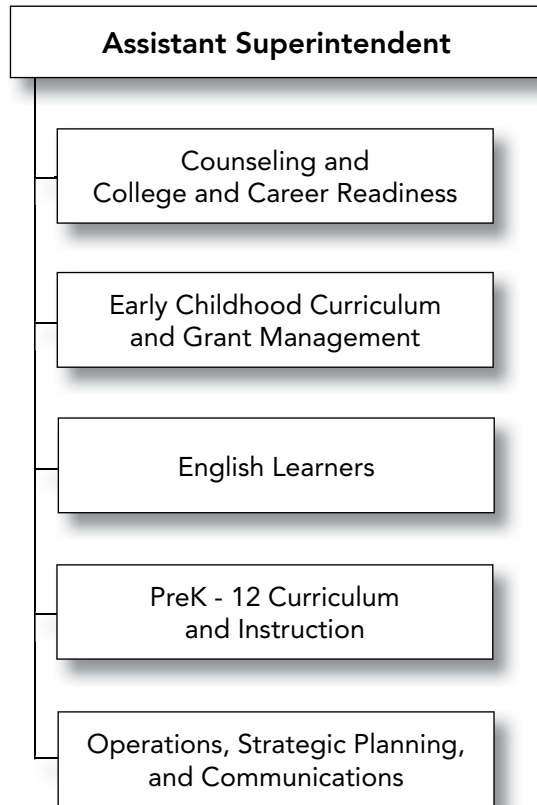 Assistant Superintendent
Counseling and
College and Career Readiness
Early Childhood Curriculum
and Grant Management
English Learners
PreK - 12 Curriculum
and Instruction
Operations, Strategic Planning,
and Communications